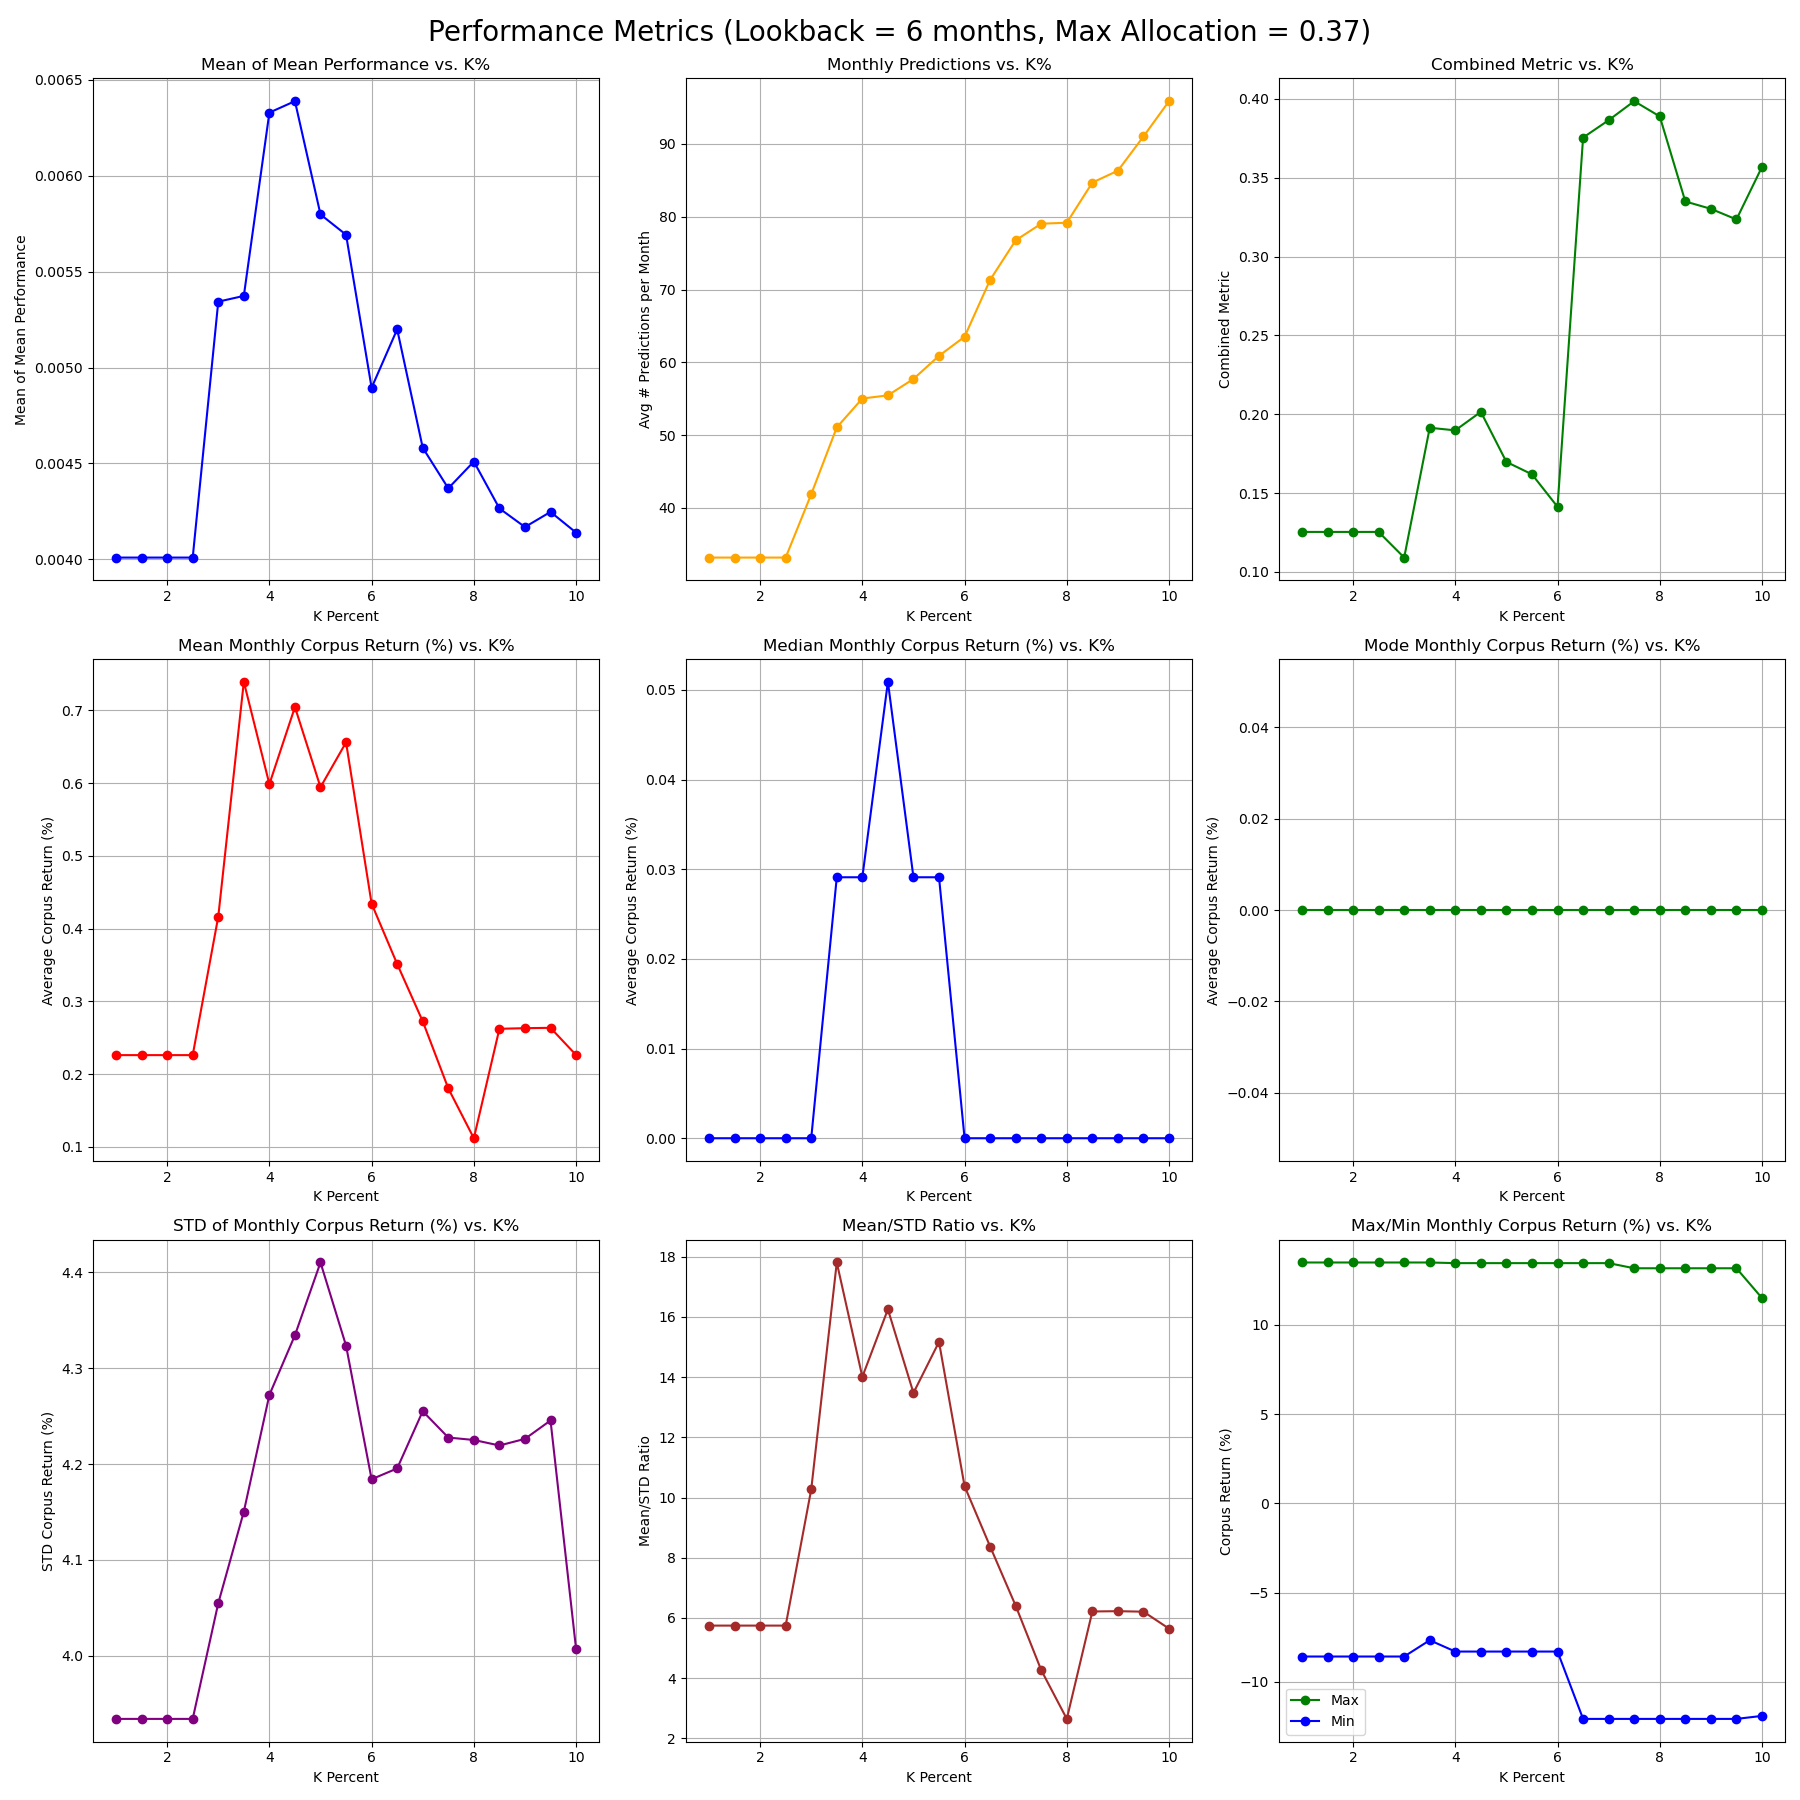 Performance Metrics (Lookback = 6 months, Max Allocation = 0.37)
Mean of Mean Performance vs. K%
Mean of Mean Performance
0.0065
0.0060
0.0055
0.0050
0.0045
0.0040
2 4 6 8 10
K Percent
Monthly Predictions vs. K%
Avg # Predictions per Month
90
80
70
60
50
40
2 4 6 8 10
K Percent
Combined Metric vs. K%
Combined Metric
0.40
0.35
0.30
0.25
0.20
0.15
0.10
2 4 6 8 10
K Percent
Mean Monthly Corpus Return (%) vs. K%
Average Corpus Return (%)
0.7
0.6
0.5
0.4
0.3
0.2
0.1
2 4 6 8 10
K Percent
Median Monthly Corpus Return (%) vs. K%
Average Corpus Return (%)
0.05
0.04
0.03
0.02
0.01
0.00
2 4 6 8 10
K Percent
Mode Monthly Corpus Return (%) vs. K%
Average Corpus Return (%)
0.04
0.02
0.00
−0.02
−0.04
2 4 6 8 10
K Percent
STD of Monthly Corpus Return (%) vs. K%
STD Corpus Return (%)
4.4
4.3
4.2
4.1
4.0
2 4 6 8 10
K Percent
Mean/STD Ratio vs. K%
Mean/STD Ratio
18
16
14
12
10
8
6
4
2
2 4 6 8 10
K Percent
Max/Min Monthly Corpus Return (%) vs. K%
Corpus Return (%)
10
5
0
−5
−10
Max
Min
2 4 6 8 10
K Percent